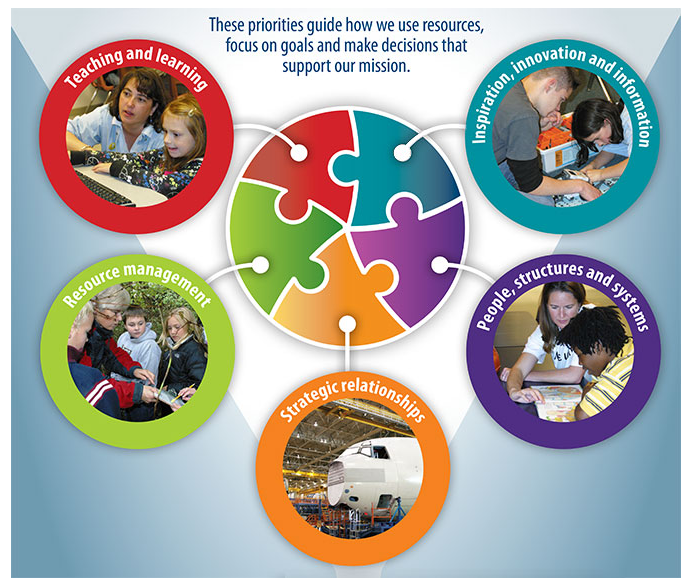 These priorities guide how we use resources,
focus on goals and make decisions that
support our mission.
Teaching and learning
Inspiration, innovation and information
Resource management
People, structures and systems
Strategic relationships